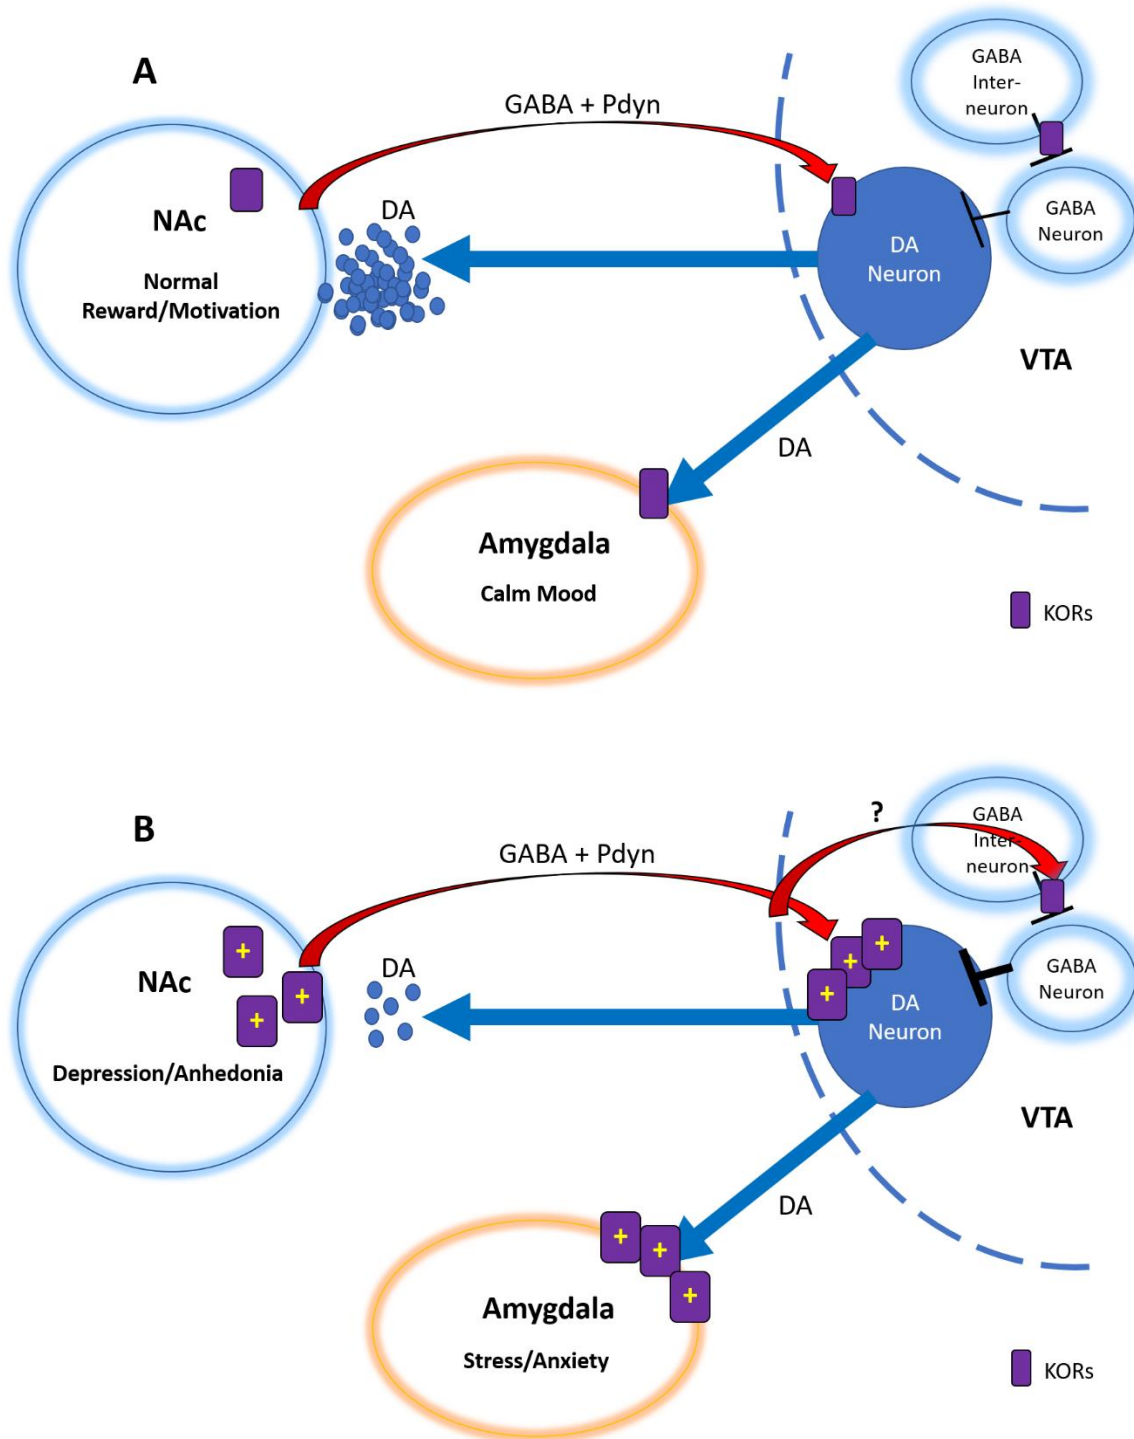 A
GABA + Pdyn
GABA
Inter-
neuron
NAc
DA
GABA
Neuron
Normal
Reward/Motivation
DA
Neuron
VTA
DA
Amygdala
Calm Mood
KORs
B
?
GABA + Pdyn
GABA
Inter-
neuron
+
+
+
+
+
+
NAc
DA
GABA
Neuron
DA
Neuron
Depression/Anhedonia
VTA
DA
+
+
+
Amygdala
Stress/Anxiety
KORs